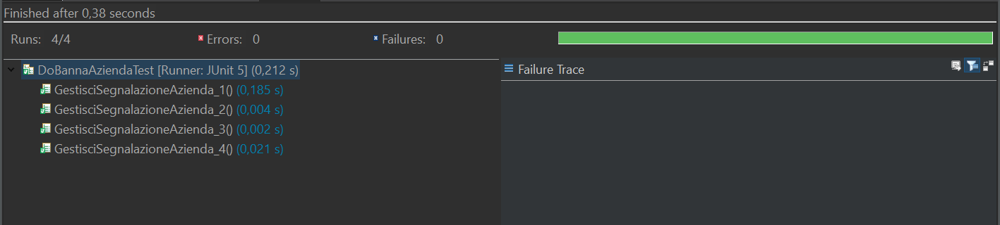 Finished after 0,38 seconds
Runs: 4/4 Errors: 0 Failures: 0
DoBannaAziendaTest [Runner: JUnit 5] (0,212 s)
GestisciSegnalazioneAzienda_1() (0,185 s)
GestisciSegnalazioneAzienda_2() (0,004 s)
GestisciSegnalazioneAzienda_3() (0,002 s)
GestisciSegnalazioneAzienda_4() (0,021 s)
Failure Trace